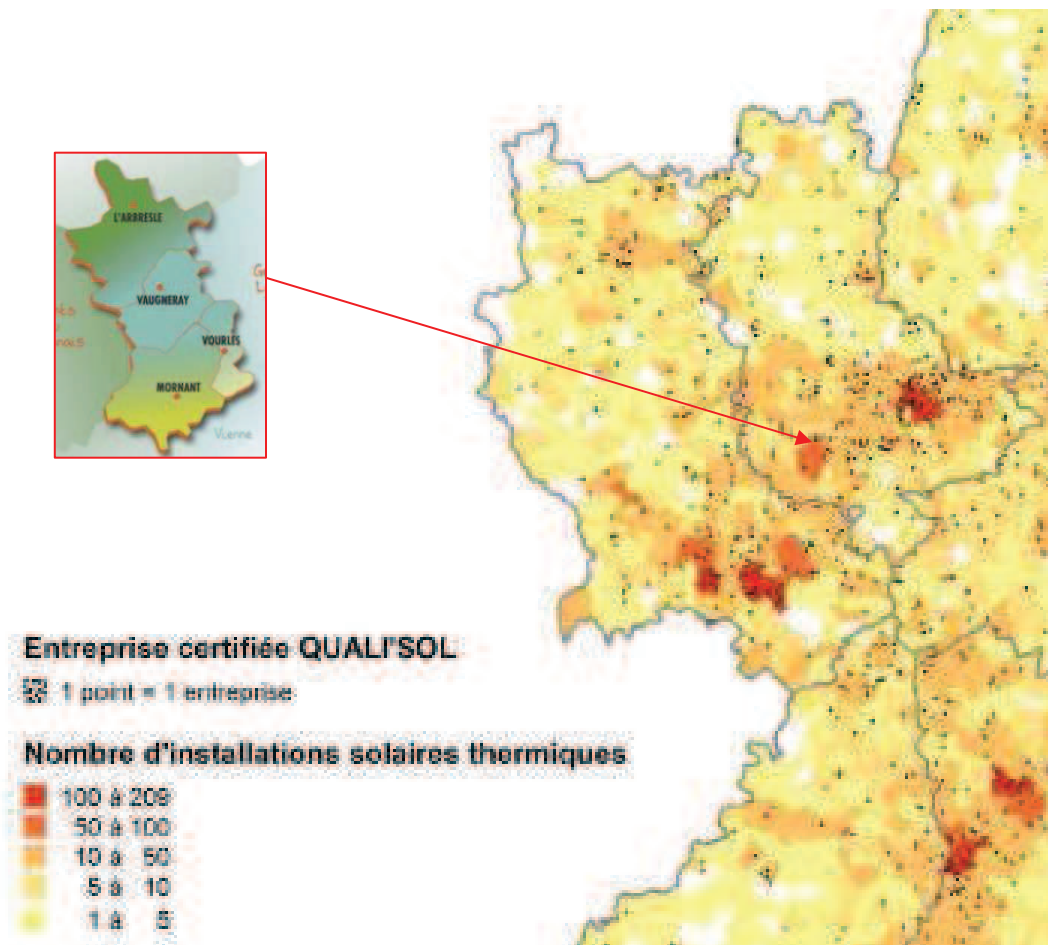 L'ARBRESLE
VAUGNERAY
VOURLES
MORNANT
Vienne
Entreprise certifiée QUALI'SOL
1 point = 1 entreprise
Nombre d'installations solaires thermiques
100 à 209
50 à 100
10 à 50
5 à 10
1 à 5